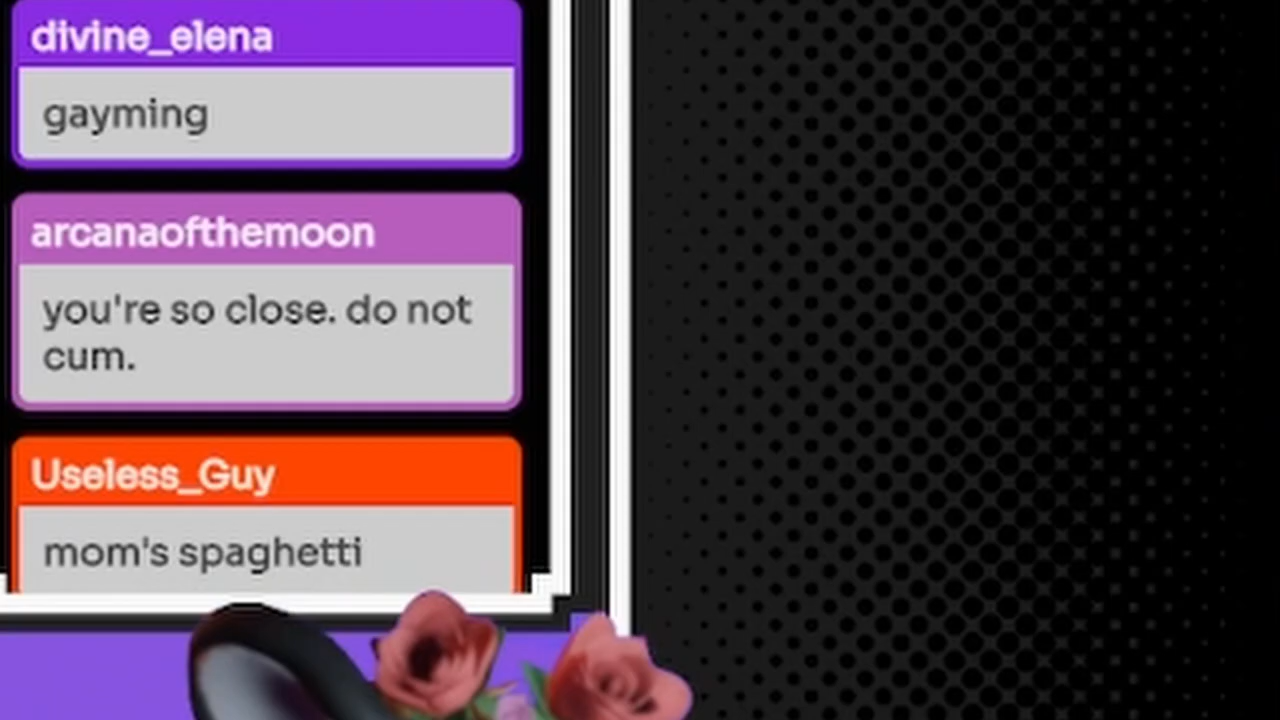 divine_elena
gayming
arcanaofthemoon
you're so close. do not
cum.
Useless_Guy
mom's spaghetti